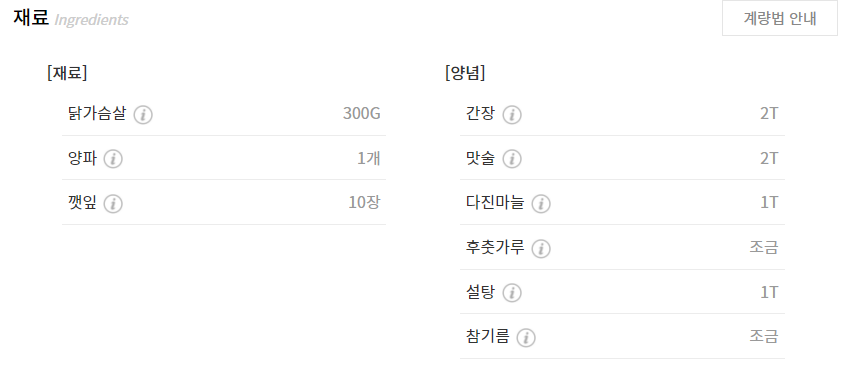 재료 Ingredients
계량법 안내
[재료]
닭가슴살 300G
양파 1개
깻잎 10장
[양념]
간장 2T
맛술 2T
다진마늘 1T
후춧가루 조금
설탕 1T
참기름 조금